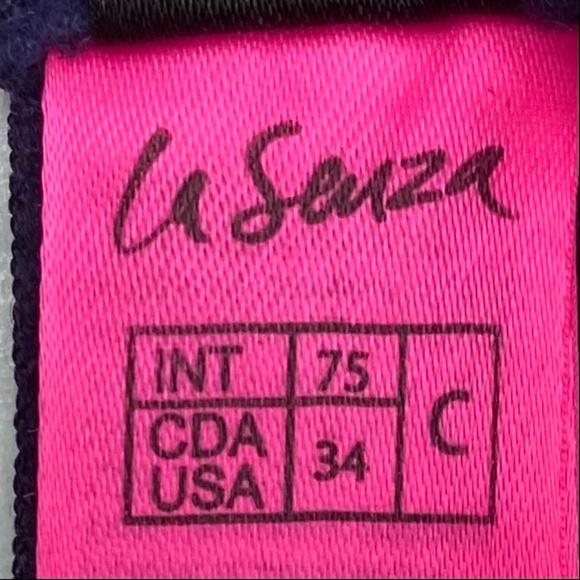 La Senza
INT 75 C
CDA USA 34